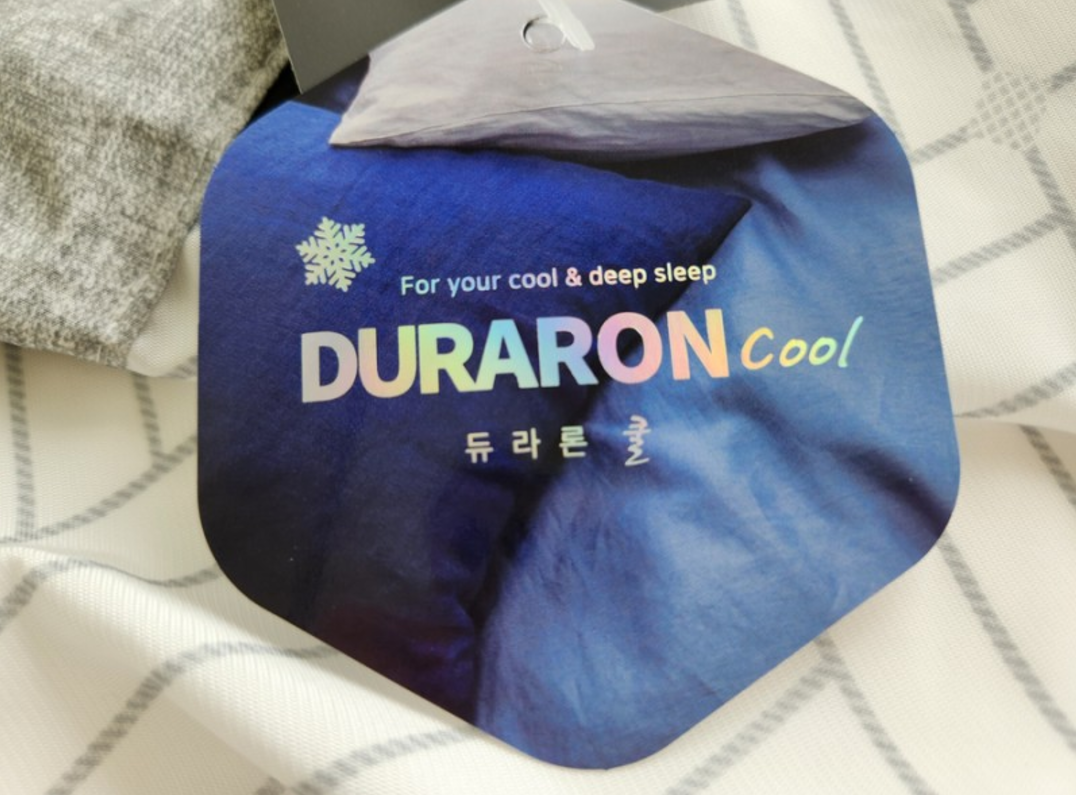 For your cool & deep sleep
DURARON Cool
듀라론 쿨